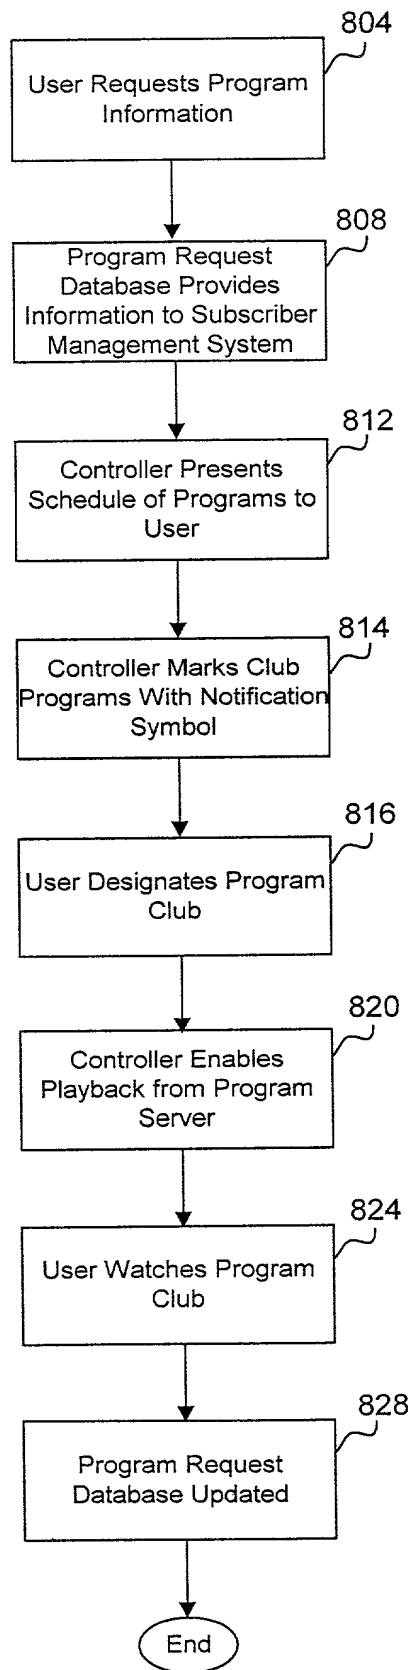 804
User Requests Program
Information
808
Program Request
Database Provides
Information to Subscriber
Management System
812
Controller Presents
Schedule of Programs to
User
814
Controller Marks Club
Programs With Notification
Symbol
816
User Designates Program
Club
820
Controller Enables
Playback from Program
Server
824
User Watches Program
Club
828
Program Request
Database Updated
End